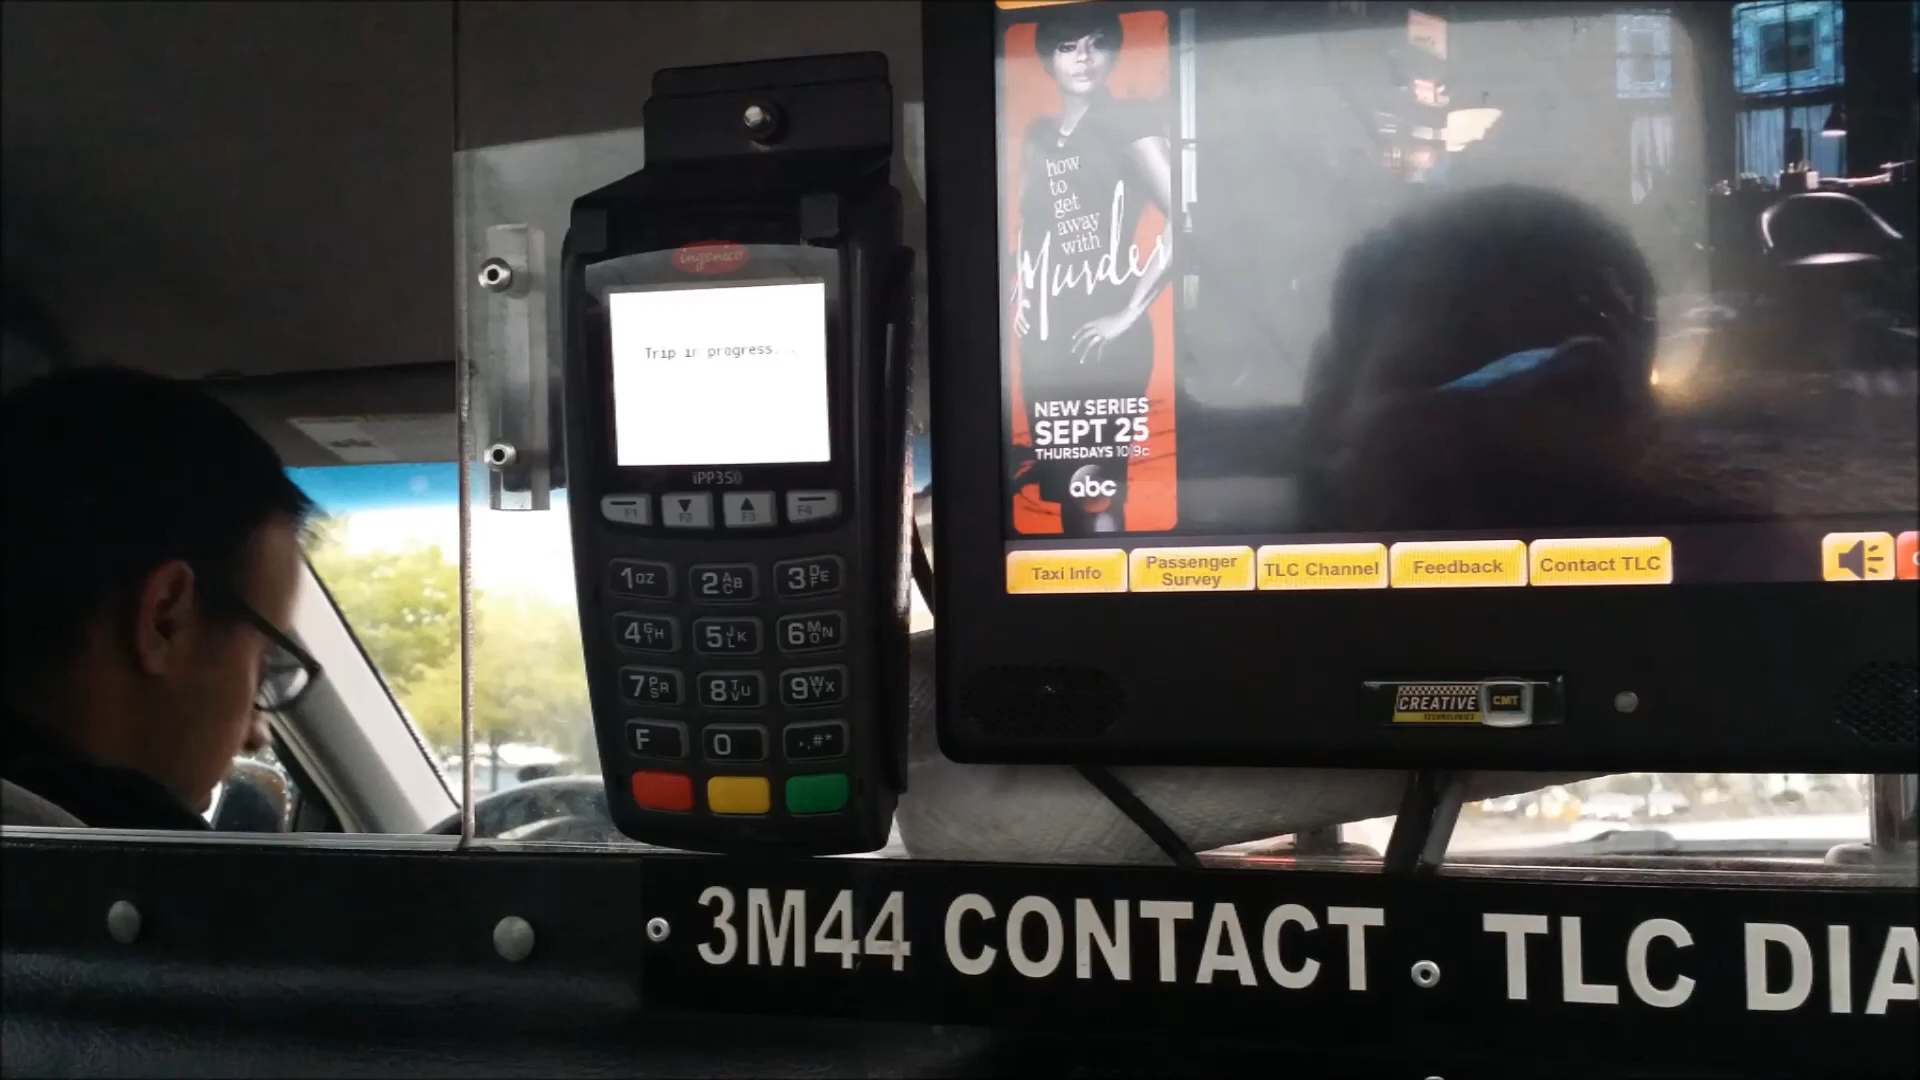 ingenico
Trip in progress...
iPP350
F1 F2 F3 F4
1 QZ 2 ABC 3 DEF
4 GHI 5 JKL 6 MNO
7 PRS 8 TUV 9 WXY
F 0 .,#*
how
to
get
away
with
Murder
NEW SERIES
SEPT 25
THURSDAYS 10|9c
abc
Taxi Info
Passenger
Survey
TLC Channel
Feedback
Contact TLC
CREATIVE
CMT
3M44 CONTACT TLC DIA